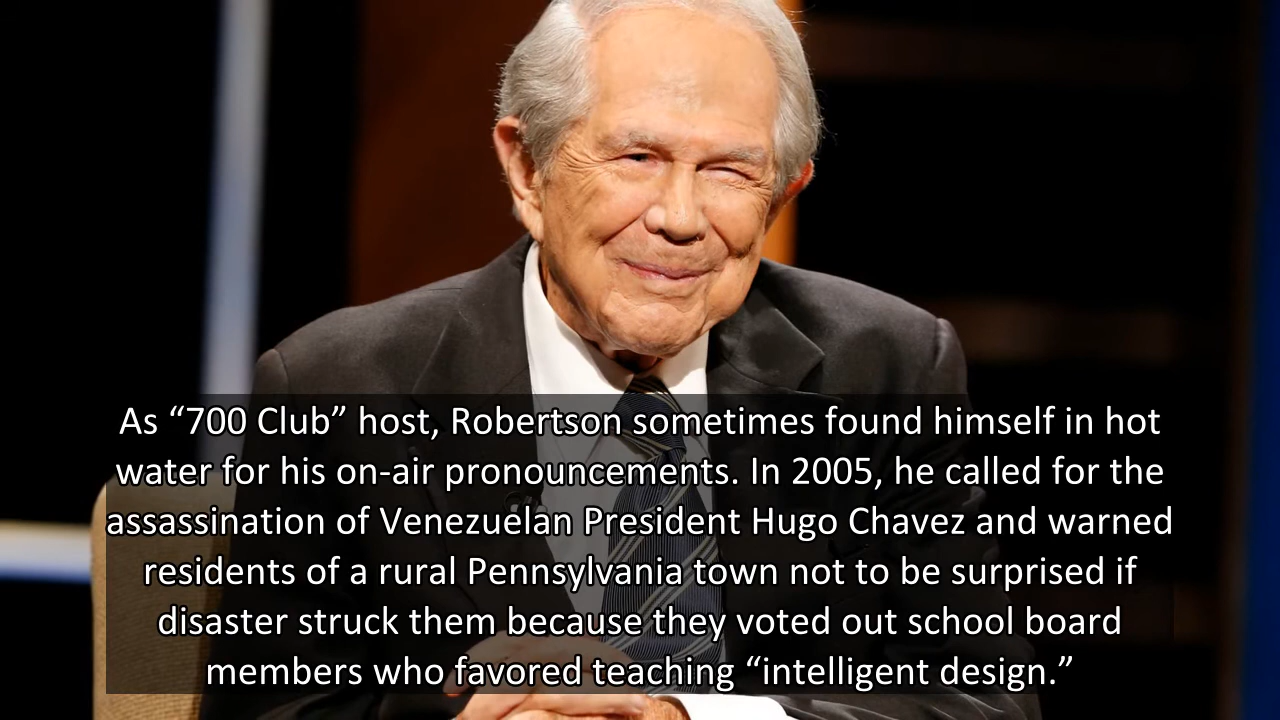 As “700 Club” host, Robertson sometimes found himself in hot
water for his on-air pronouncements. In 2005, he called for the
assassination of Venezuelan President Hugo Chavez and warned
residents of a rural Pennsylvania town not to be surprised if
disaster struck them because they voted out school board
members who favored teaching “intelligent design.”